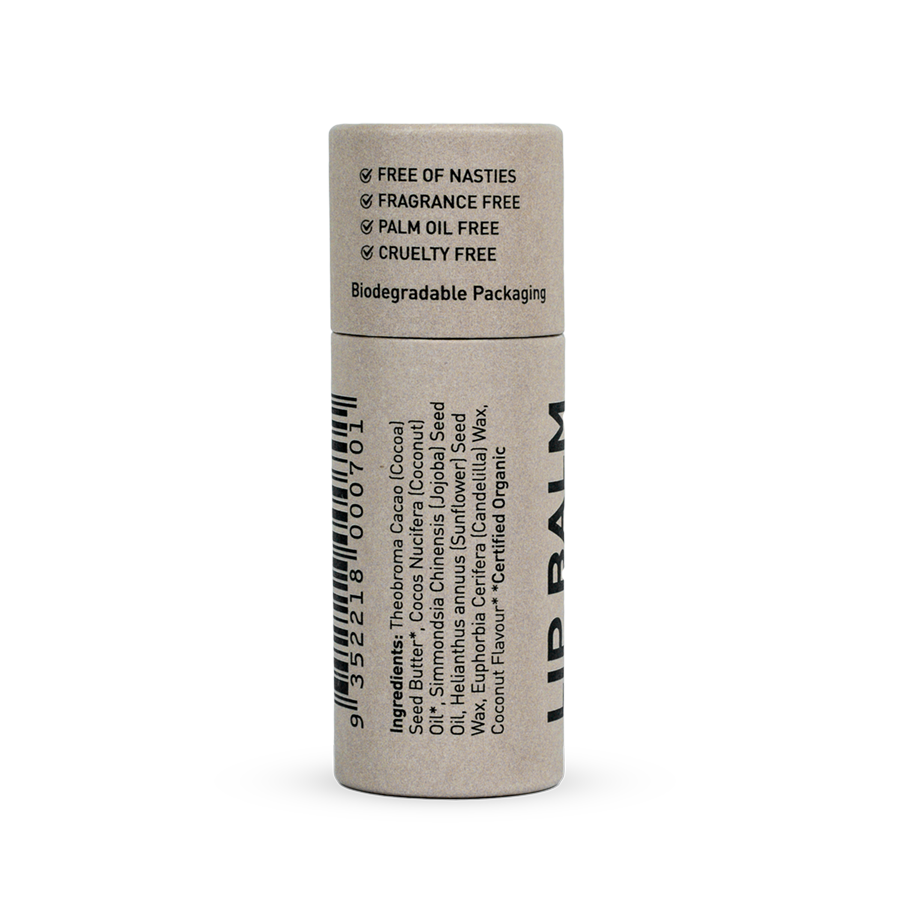 FREE OF NASTIES
FRAGRANCE FREE
PALM OIL FREE
CRUELTY FREE
Biodegradable Packaging
9 352218 000701
Ingredients: Theobroma Cacao (Cocoa)
Seed Butter*, Cocos Nucifera (Coconut)
Oil*, Simmondsia Chinensis (Jojoba) Seed
Oil, Helianthus annuus (Sunflower) Seed
Wax, Euphorbia Cerifera (Candelilla) Wax,
Coconut Flavour* *Certified Organic
LIP BALM